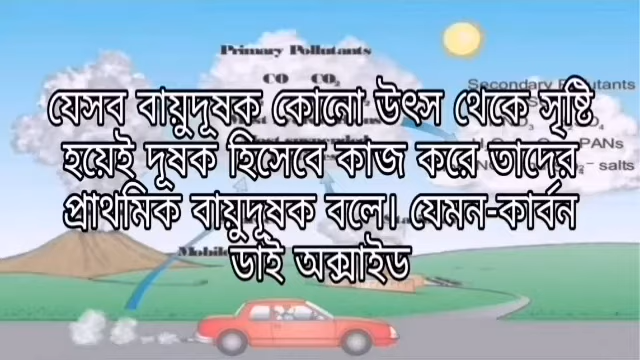 Primary Pollutants
CO CO₂
Secondary Pollutants
যেসব বায়ুদূষক কোনো উৎস থেকে সৃষ্টি
হয়েই দূষক হিসেবে কাজ করে তাদের
প্রাথমিক বায়ুদূষক বলে। যেমন-কার্বন
ডাই অক্সাইড
PANs
salts
Mobile